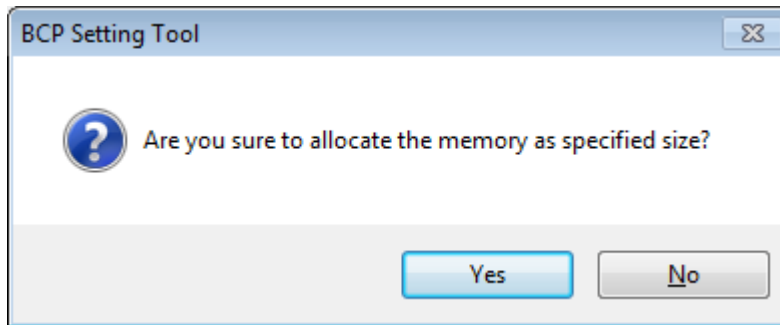 BCP Setting Tool
Are you sure to allocate the memory as specified size?
Yes
No